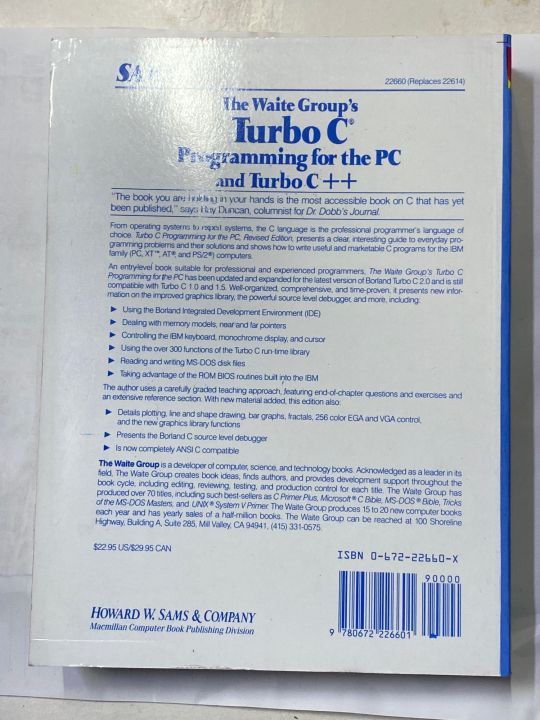 SA
22660 (Replaces 22614)
The Waite Group's
Turbo C®
Programming for the PC
and Turbo C ++
"The book you are holding in your hands is the most accessible book on C that has yet
been published," says Ray Duncan, columnist for Dr. Dobb's Journal.
From operating systems to expert systems, the C language is the professional programmer's language of
choice. Turbo C Programming for the PC, Revised Edition, presents a clear, interesting guide to everyday pro-
gramming problems and their solutions and shows how to write useful and marketable C programs for the IBM
family (PC, XT™, AT®, and PS/2®) computers.
An entrylevel book suitable for professional and experienced programmers, The Waite Group's Turbo C
Programming for the PC has been updated and expanded for the latest version of Borland Turbo C 2.0 and is still
compatible with Turbo C 1.0 and 1.5. Well-organized, comprehensive, and time-proven, it presents new infor-
mation on the improved graphics library, the powerful source level debugger, and more, including:
► Using the Borland Integrated Development Environment (IDE)
► Dealing with memory models, near and far pointers
► Controlling the IBM keyboard, monochrome display, and cursor
► Using the over 300 functions of the Turbo C run-time library
► Reading and writing MS-DOS disk files
► Taking advantage of the ROM BIOS routines built into the IBM
The author uses a carefully graded teaching approach, featuring end-of-chapter questions and exercises and
an extensive reference section. With new material added, this edition also:
► Details plotting, line and shape drawing, bar graphs, fractals, 256 color EGA and VGA control,
and the new graphics library functions
► Presents the Borland C source level debugger
► Is now completely ANSI C compatible
The Waite Group is a developer of computer, science, and technology books. Acknowledged as a leader in its
field, The Waite Group creates book ideas, finds authors, and provides development support throughout the
book cycle, including editing, reviewing, testing, and production control for each title. The Waite Group has
produced over 70 titles, including such best-sellers as C Primer Plus, Microsoft® C Bible, MS-DOS® Bible, Tricks
of the MS-DOS Masters, and UNIX® System V Primer. The Waite Group produces 15 to 20 new computer books
each year and has yearly sales of a half-million books. The Waite Group can be reached at 100 Shoreline
Highway, Building A, Suite 285, Mill Valley, CA 94941, (415) 331-0575.
$22.95 US/$29.95 CAN
ISBN 0-672-22660-X
90000
9 780672 226601
HOWARD W. SAMS & COMPANY
Macmillan Computer Book Publishing Division